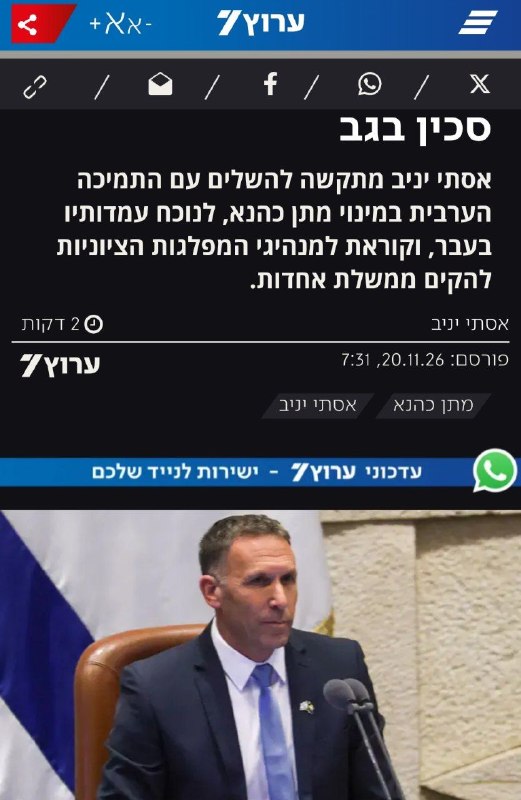 -אאא+ ערוץ7
סכין בגב
אסתי יניב מתקשה להשלים עם התמיכה
הערבית במינוי מתן כהנא, לנוכח עמדותיו
בעבר, וקוראת למנהיגי המפלגות הציוניות
להקים ממשלת אחדות.
אסתי יניב
2 דקות
פורסם: 20.11.26, 7:31
ערוץ7
מתן כהנא
אסתי יניב
עדכוני ערוץ7 - ישירות לנייד שלכם